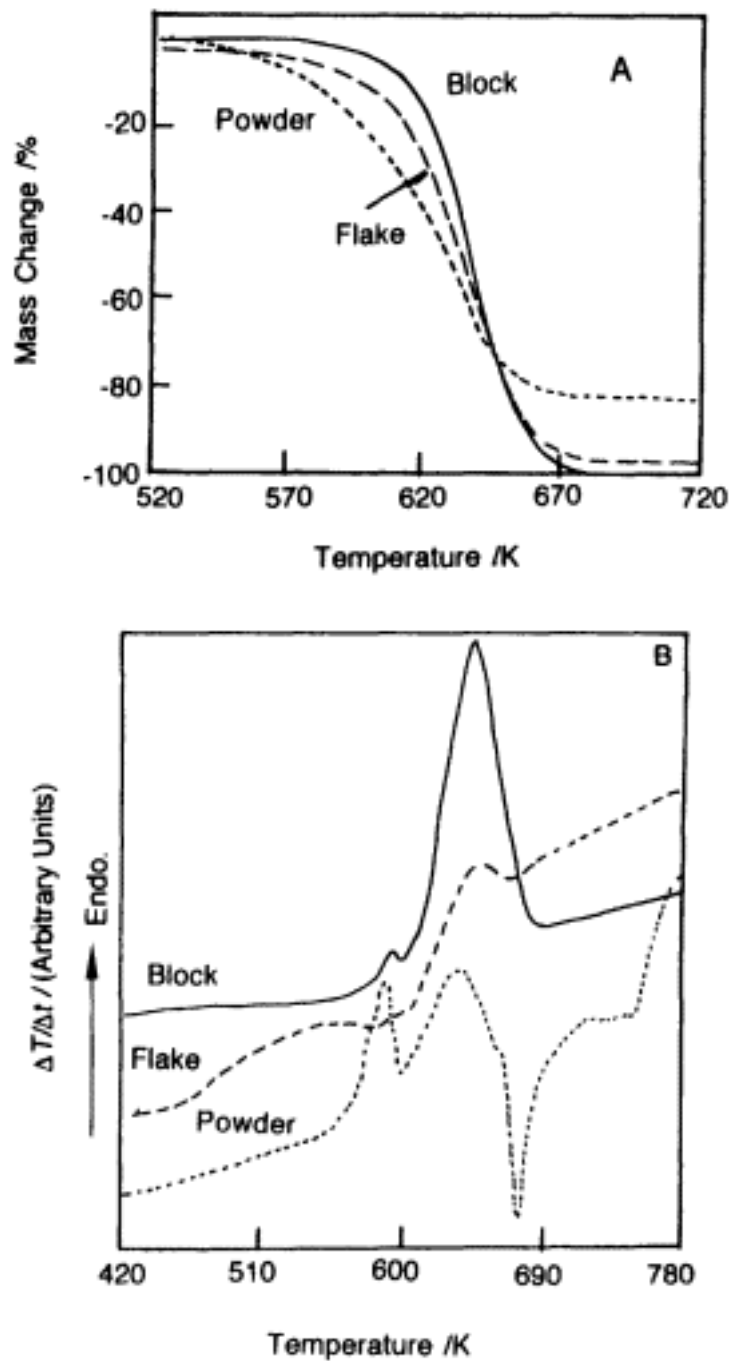 A
Block
Powder
Flake
-20
-40
-60
-80
-100
Mass Change /%
520 570 620 670 720
Temperature /K
B
Block
Flake
Powder
ΔT/Δt / (Arbitrary Units)
Endo.
420 510 600 690 780
Temperature /K